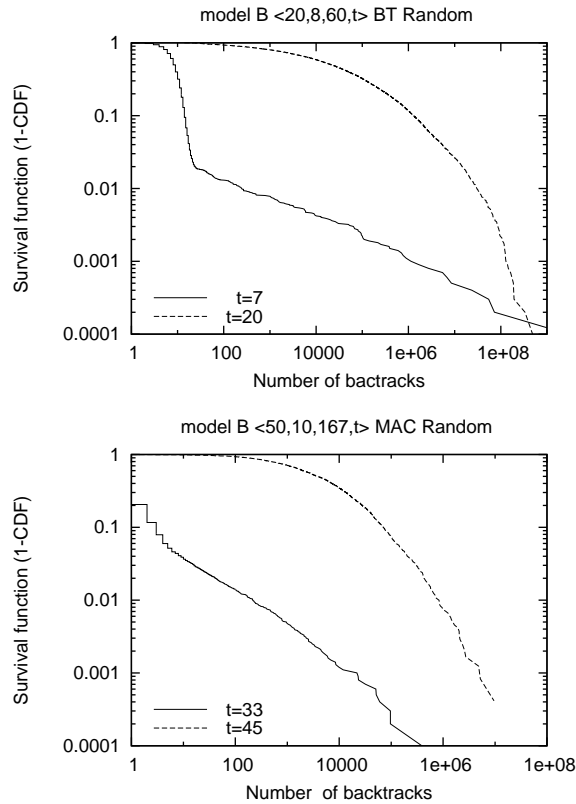 model B <20,8,60,t> BT Random
Survival function (1-CDF)
1
0.1
0.01
0.001
0.0001
t=7
t=20
1 100 10000 1e+06 1e+08
Number of bactracks
model B <50,10,167,t> MAC Random
Survival function (1-CDF)
1
0.1
0.01
0.001
0.0001
t=33
t=45
1 100 10000 1e+06 1e+08
Number of backtracks